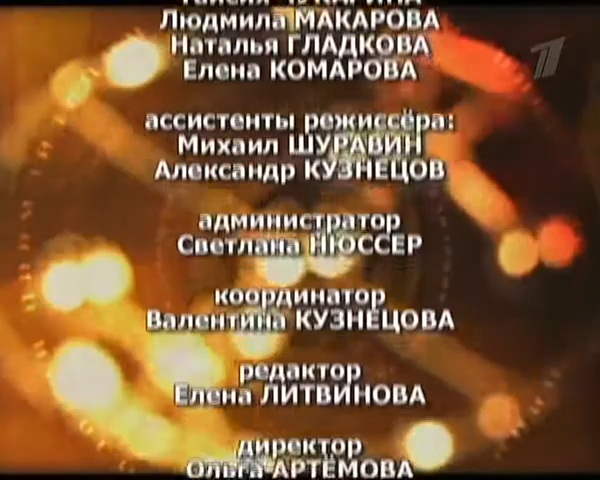 Людмила МАКАРОВА
Наталья ГЛАДКОВА
Елена КОМАРОВА
ассистенты режиссёра:
Михаил ШУРАВИН
Александр КУЗНЕЦОВ
администратор
Светлана НЮССЕР
координатор
Валентина КУЗНЕЦОВА
редактор
Елена ЛИТВИНОВА
директор
Ольга АРТЁМОВА
1